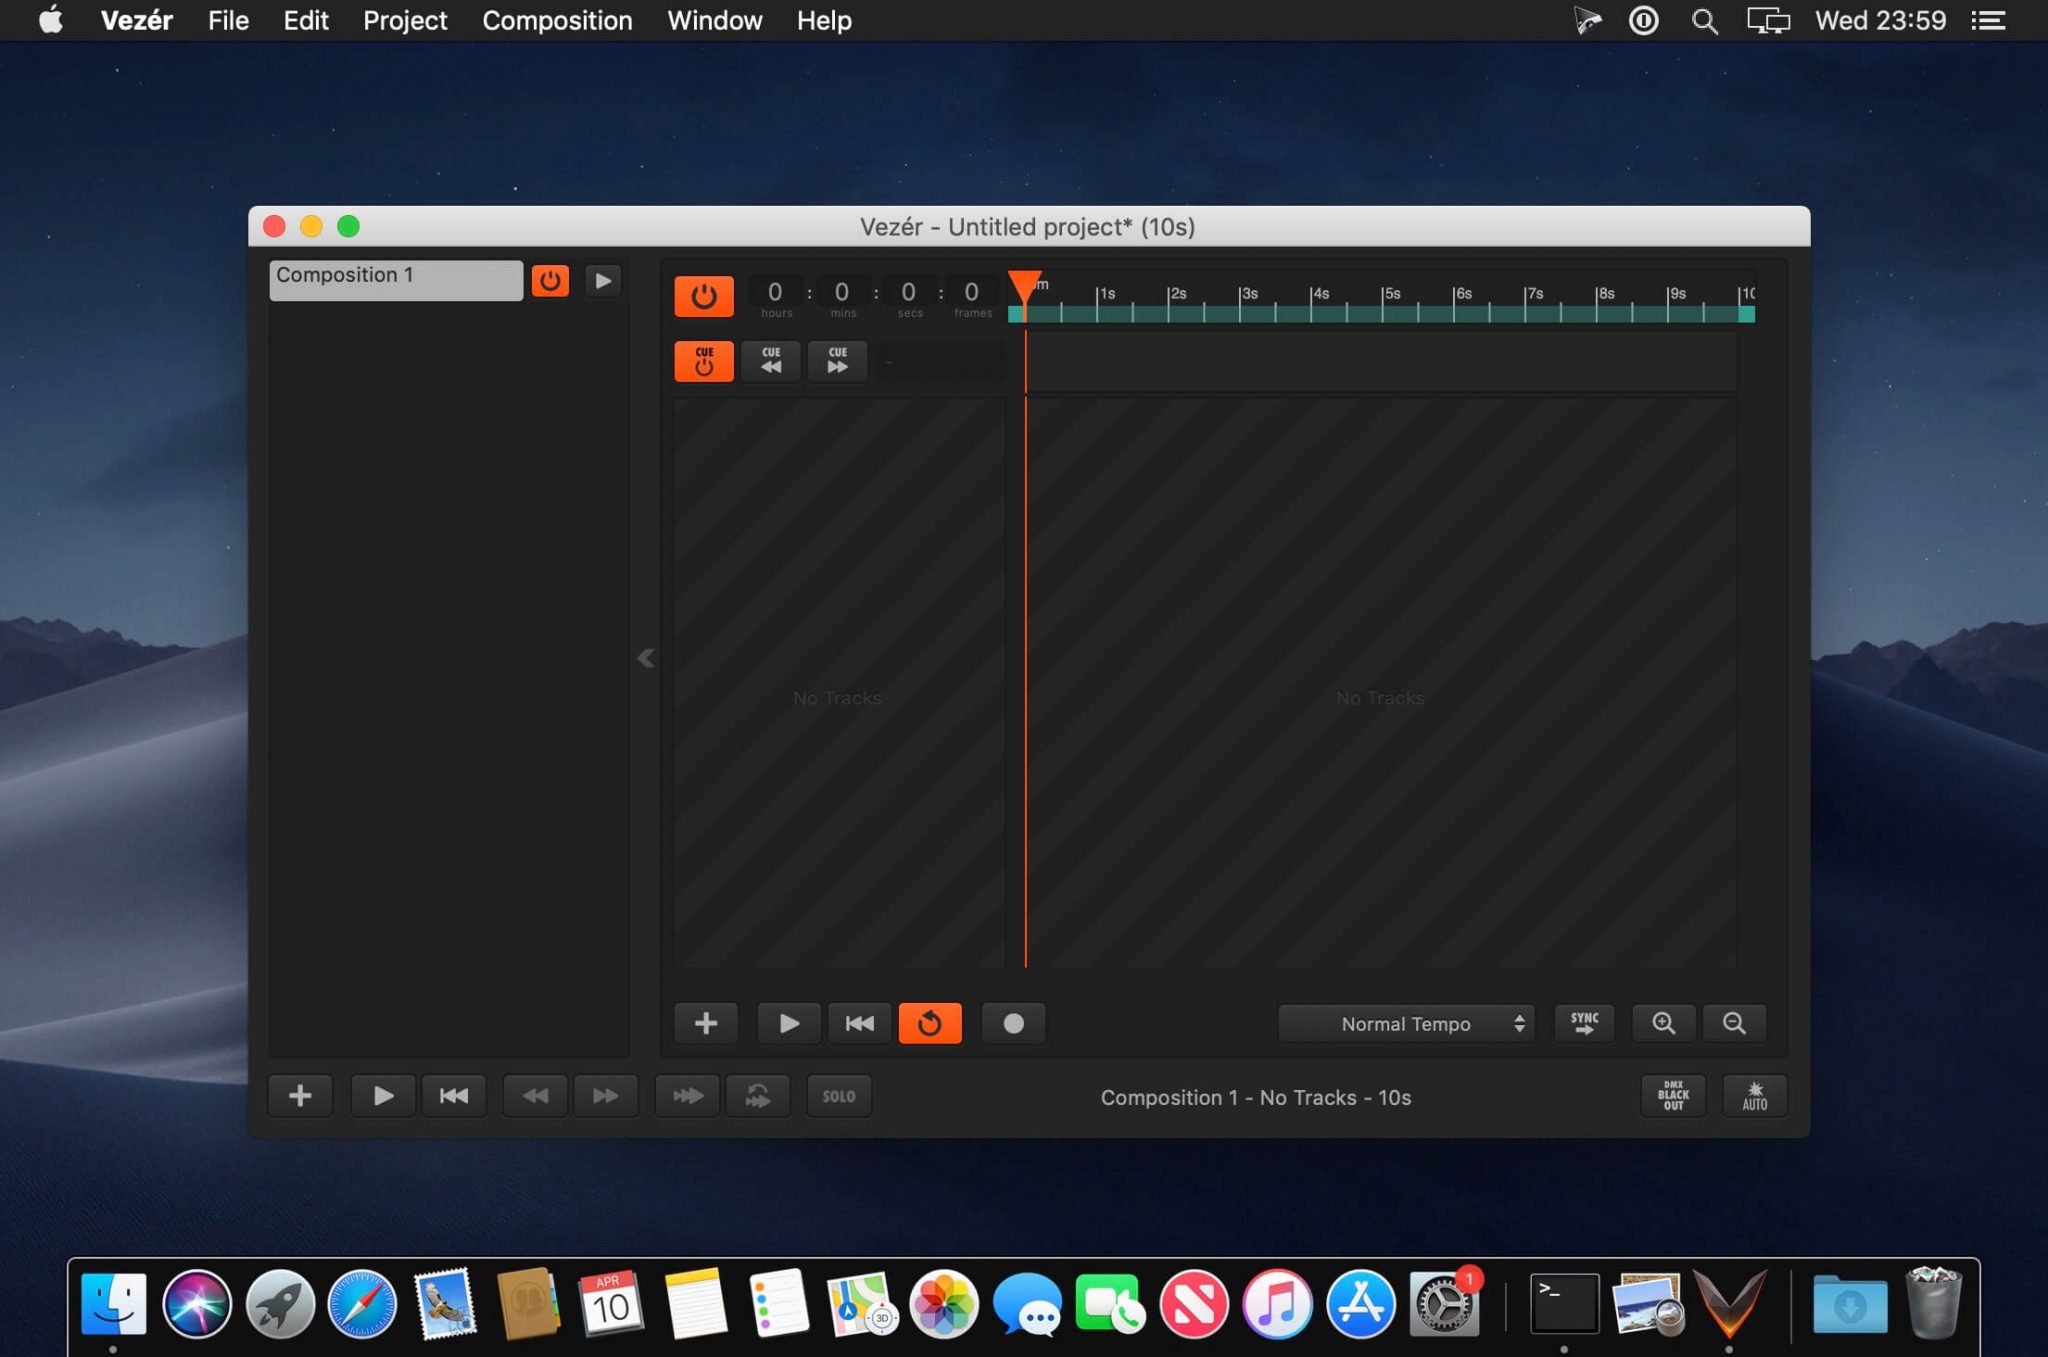 Vezér File Edit Project Composition Window Help Wed 23:59
Vezér - Untitled project* (10s)
Composition 1
0 : 0 : 0 : 0
hours mins secs frames
m 1s 2s 3s 4s 5s 6s 7s 8s 9s 10
CUE CUE CUE -
No Tracks No Tracks
Normal Tempo SYNC
SOLO Composition 1 - No Tracks - 10s
DMX
BLACK
OUT
AUTO
APR
10
3D
1
>_